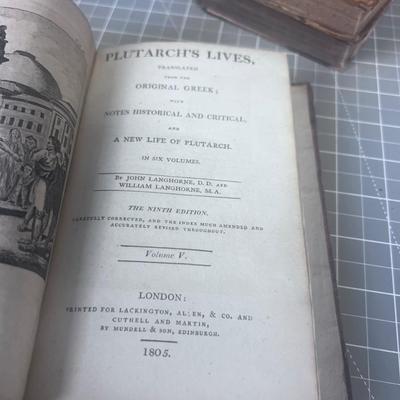 PLUTARCH'S LIVES,
TRANSLATED
FROM THE
ORIGINAL GREEK;
WITH
NOTES HISTORICAL AND CRITICAL,
AND
A NEW LIFE OF PLUTARCH.
IN SIX VOLUMES.
By JOHN LANGHORNE, D. D. AND
WILLIAM LANGHORNE, M.A.
THE NINTH EDITION.
CAREFULLY CORRECTED, AND THE INDEX MUCH AMENDED AND
ACCURATELY REVISED THROUGHOUT.
Volume V.
LONDON:
PRINTED FOR LACKINGTON, ALLEN, & CO. AND
CUTHELL AND MARTIN,
BY MUNDELL & SON, EDINBURGH.
1805.